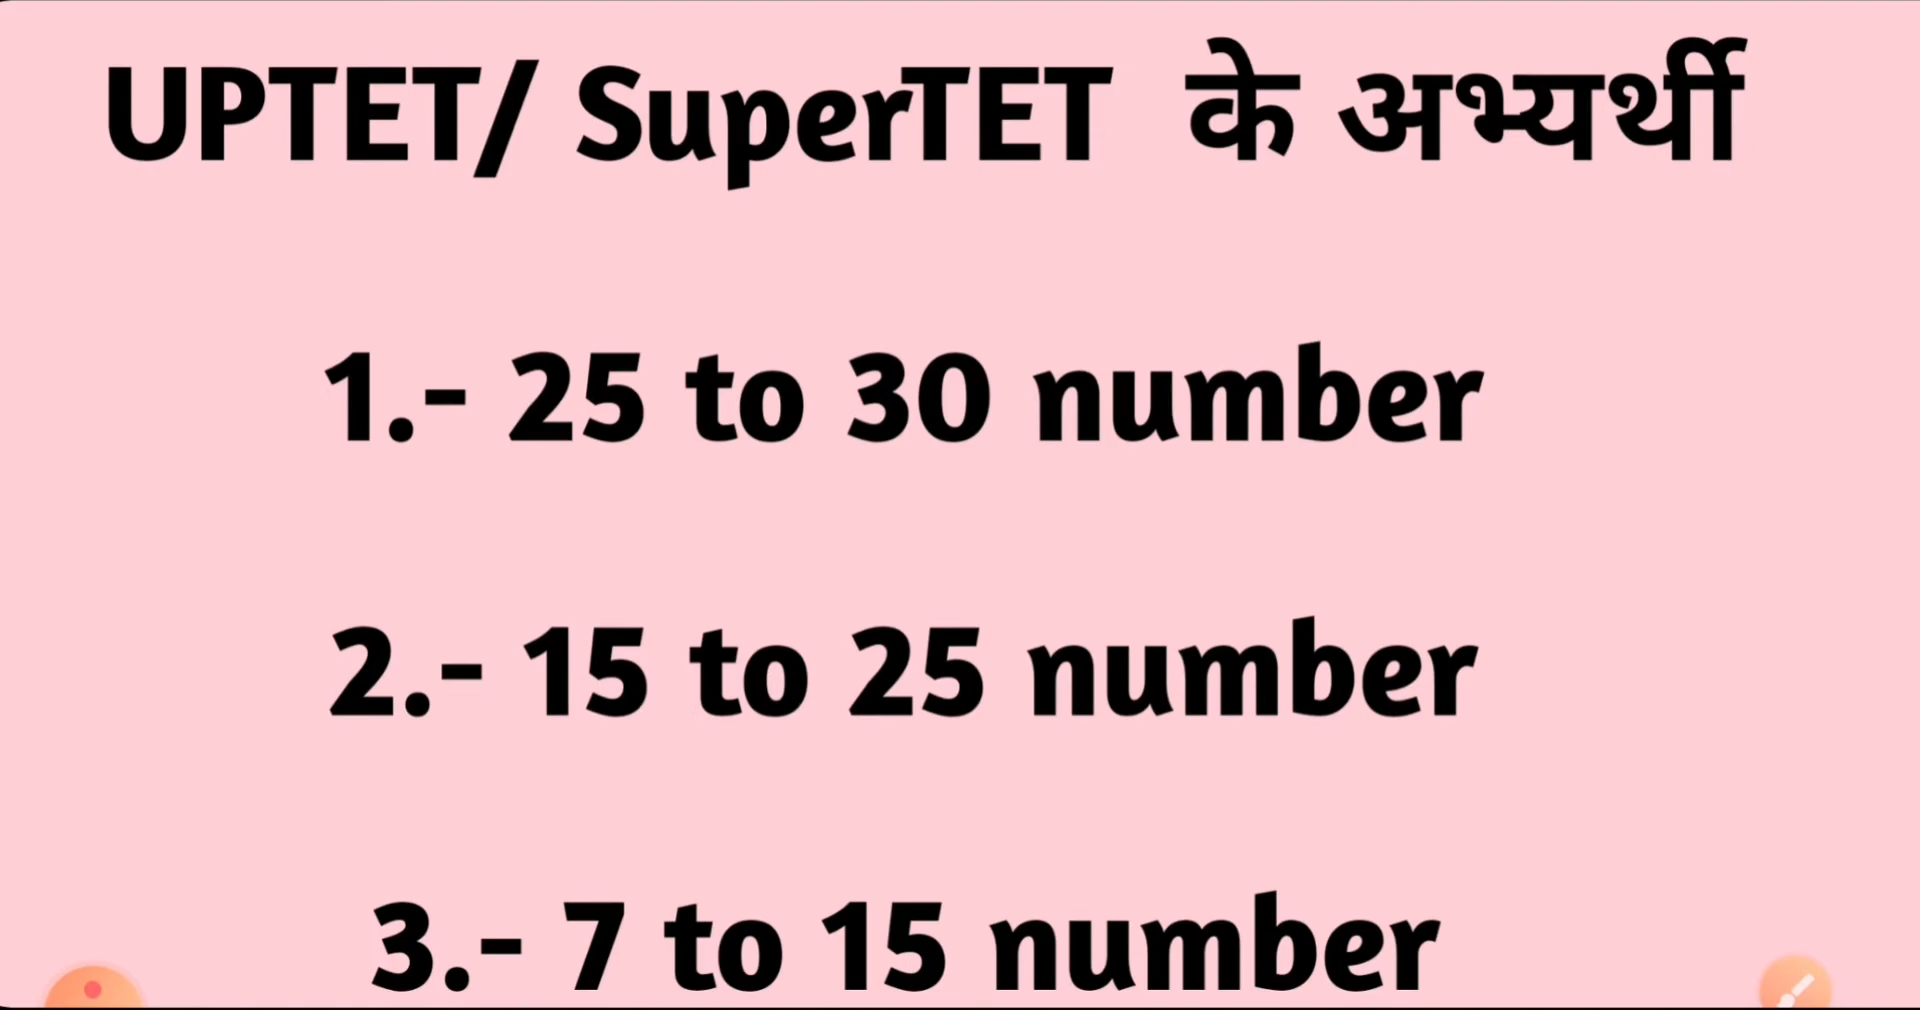 UPTET/ SuperTET के अभ्यर्थी
1.- 25 to 30 number
2.- 15 to 25 number
3.- 7 to 15 number